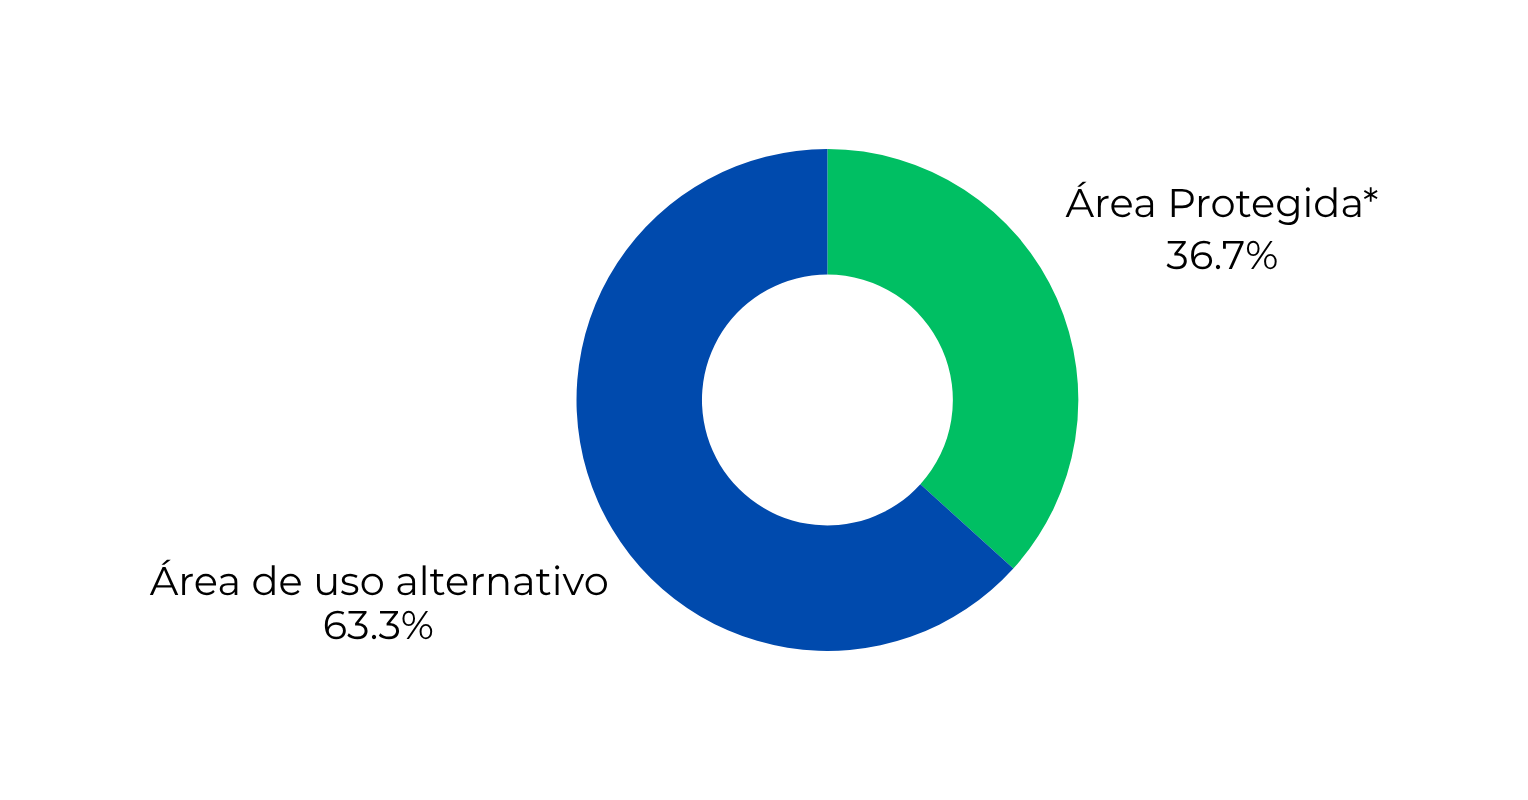 Área Protegida*
36.7%
Área de uso alternativo
63.3%